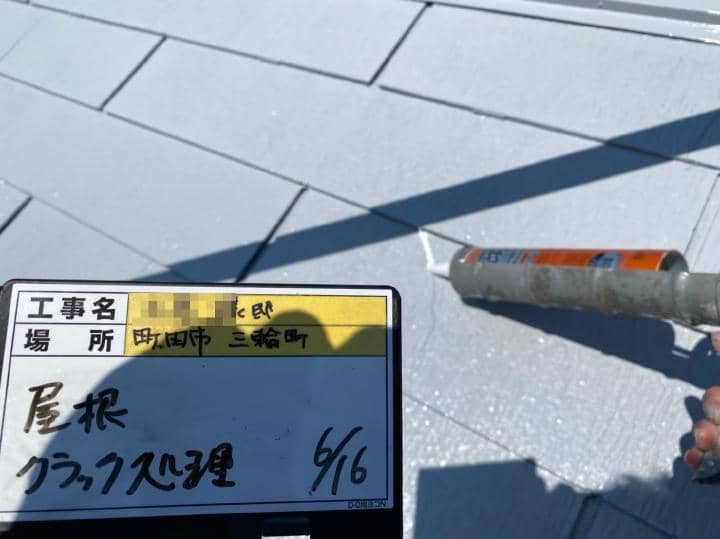 工事名 邸
場所 町田市 三輪町
屋根
クラック処理 6/16